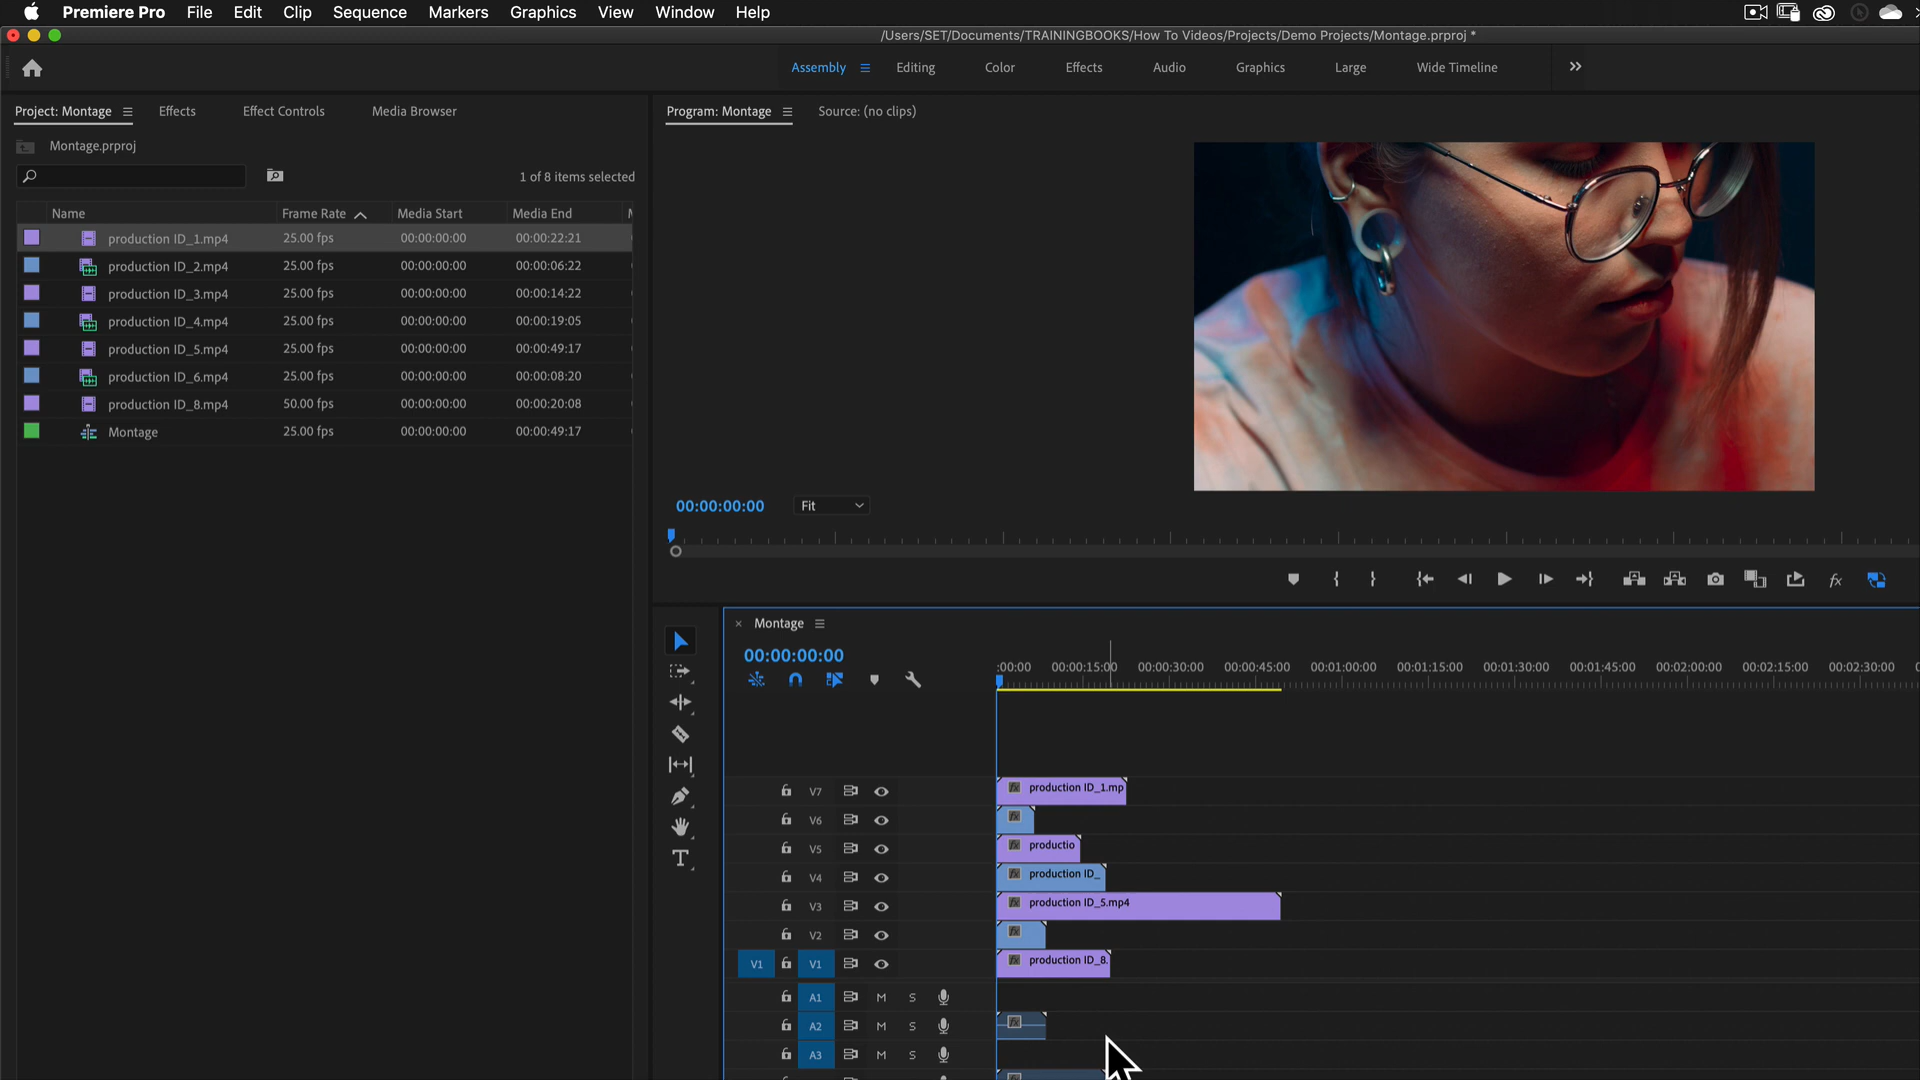 Premiere Pro File Edit Clip Sequence Markers Graphics View Window Help
/Users/SET/Documents/TRAININGBOOKS/How To Videos/Projects/Demo Projects/Montage.prproj *
Assembly Editing Color Effects Audio Graphics Large Wide Timeline
Project: Montage Effects Effect Controls Media Browser
Montage.prproj
1 of 8 items selected
Name Frame Rate Media Start Media End
production ID_1.mp4 25.00 fps 00:00:00:00 00:00:22:21
production ID_2.mp4 25.00 fps 00:00:00:00 00:00:06:22
production ID_3.mp4 25.00 fps 00:00:00:00 00:00:14:22
production ID_4.mp4 25.00 fps 00:00:00:00 00:00:19:05
production ID_5.mp4 25.00 fps 00:00:00:00 00:00:49:17
production ID_6.mp4 25.00 fps 00:00:00:00 00:00:08:20
production ID_8.mp4 50.00 fps 00:00:00:00 00:00:20:08
Montage 25.00 fps 00:00:00:00 00:00:49:17
Program: Montage Source: (no clips)
00:00:00:00 Fit
fx
Montage
00:00:00:00
:00:00 00:00:15:00 00:00:30:00 00:00:45:00 00:01:00:00 00:01:15:00 00:01:30:00 00:01:45:00 00:02:00:00 00:02:15:00 00:02:30:00
V7 fx production ID_1.mp
V6 fx
V5 fx productio
V4 fx production ID_
V3 fx production ID_5.mp4
V2 fx
V1 V1 fx production ID_8.
A1 M S
A2 M S fx
A3 M S
T